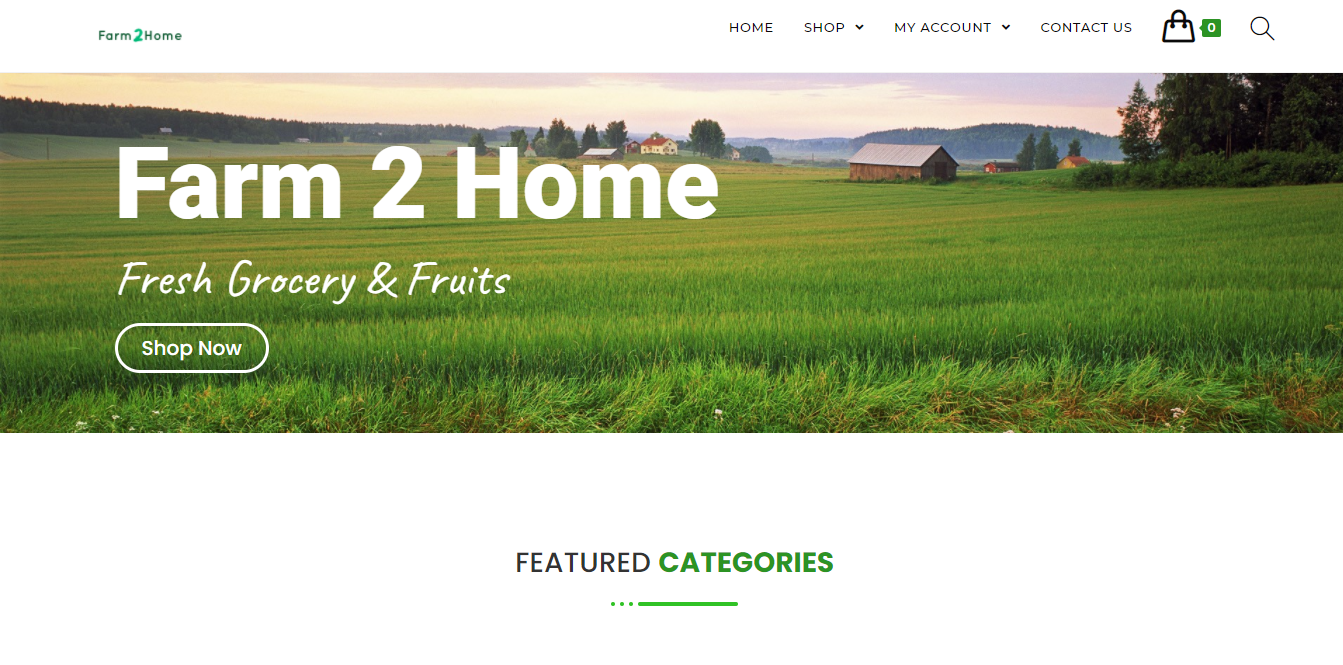 Farm2Home
HOME SHOP MY ACCOUNT CONTACT US 0
Farm 2 Home
Fresh Grocery & Fruits
Shop Now
FEATURED CATEGORIES